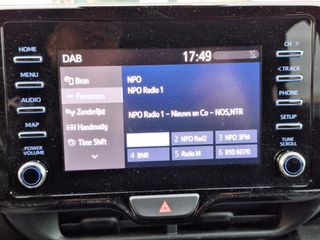 DAB 17:49
HOME
MENU
AUDIO
MAP
POWER
VOLUME
Bron
Favorieten
Zenderlijst
Handmatig
Time Shift
NPO
NPO Radio 1
NPO Radio 1 - Nieuws en Co - NOS,NTR
2 NPO Rad2
3 NPO 3FM
4 BNR
5 Radio M
6 R10 6070
CH >
< TRACK
PHONE
SETUP
TUNE
SCROLL